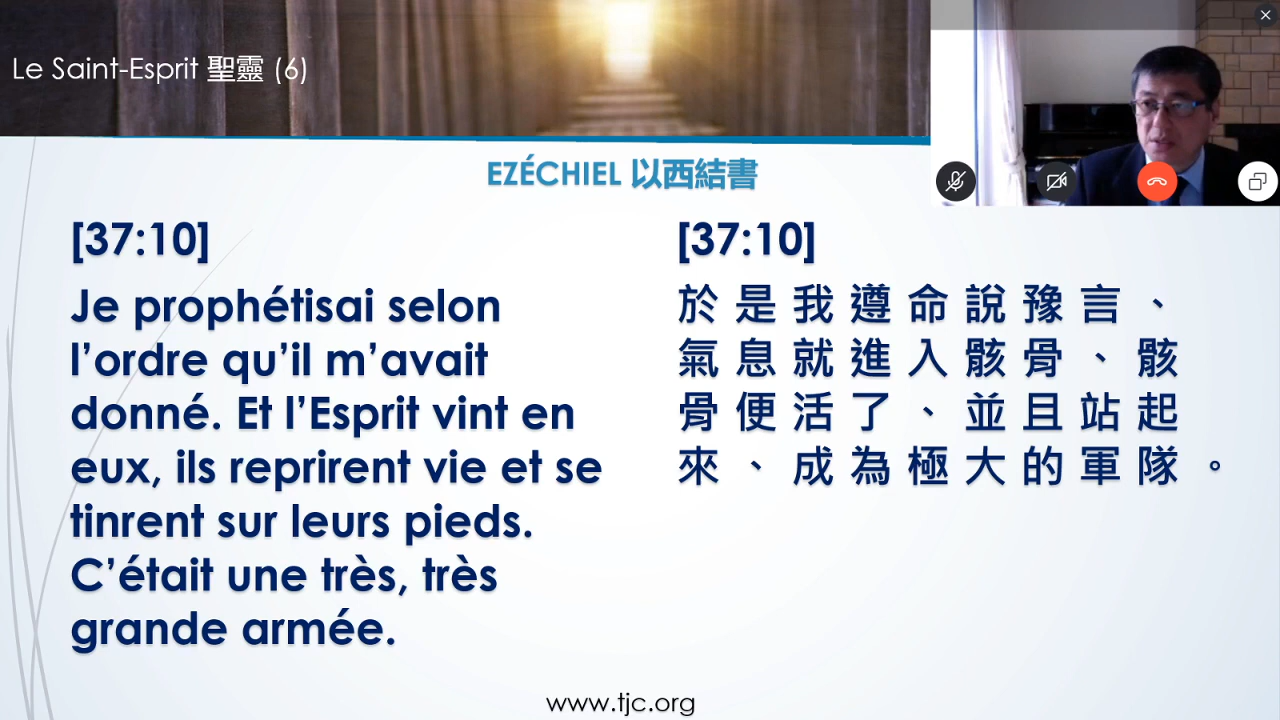 Le Saint-Esprit 聖靈 (6)
EZÉCHIEL 以西結書
[37:10]
Je prophétisai selon
l’ordre qu’il m’avait
donné. Et l’Esprit vint en
eux, ils reprirent vie et se
tinrent sur leurs pieds.
C’était une très, très
grande armée.
[37:10]
於是我遵命說豫言、
氣息就進入骸骨、骸
骨便活了、並且站起
來、成為極大的軍隊。
www.tjc.org